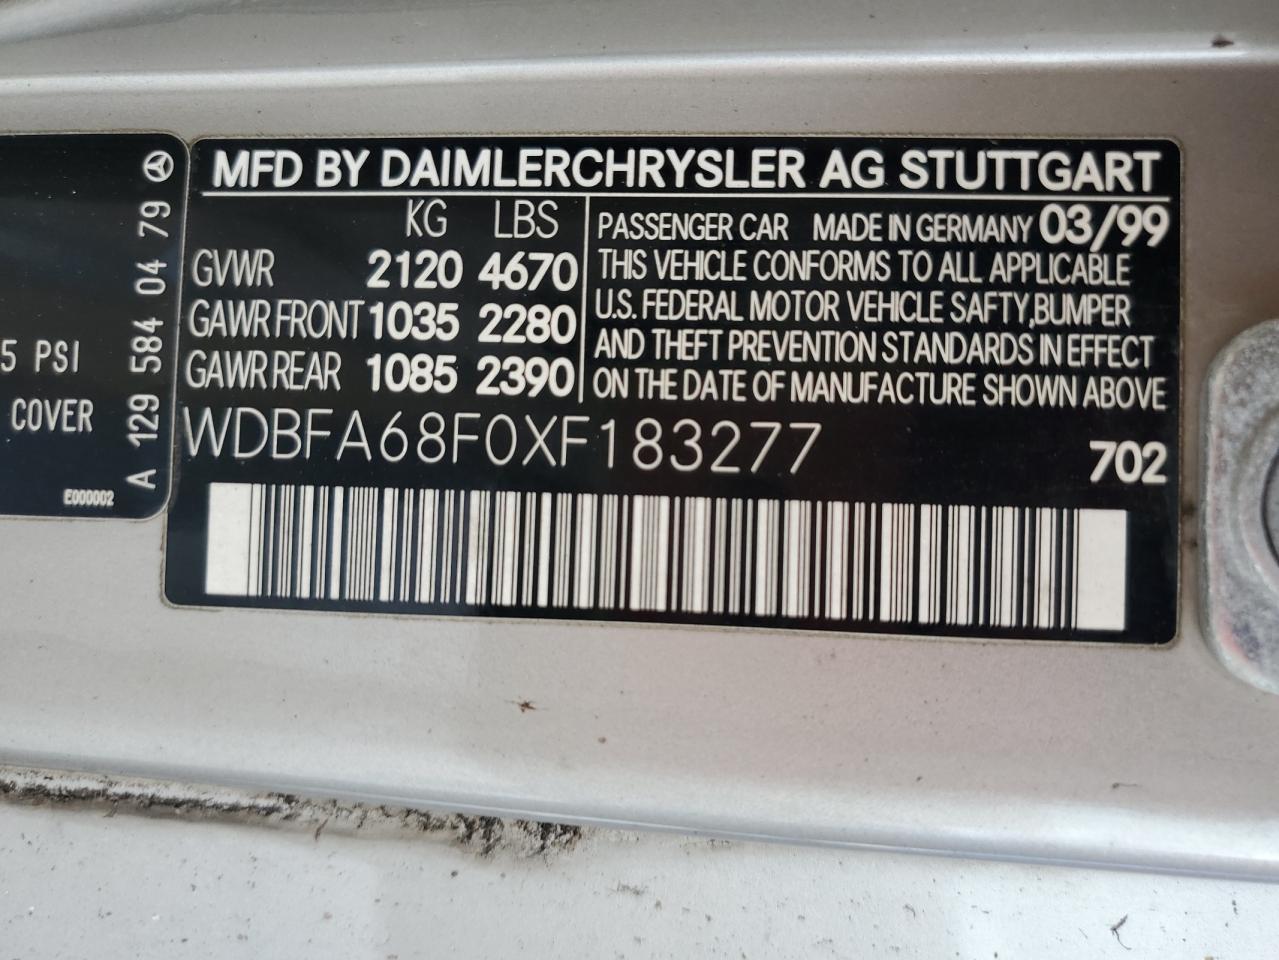 MFD BY DAIMLERCHRYSLER AG STUTTGART
KG LBS
GVWR 2120 4670
GAWR FRONT 1035 2280
GAWR REAR 1085 2390
PASSENGER CAR MADE IN GERMANY 03/99
THIS VEHICLE CONFORMS TO ALL APPLICABLE
U.S. FEDERAL MOTOR VEHICLE SAFTY,BUMPER
AND THEFT PREVENTION STANDARDS IN EFFECT
ON THE DATE OF MANUFACTURE SHOWN ABOVE
WDBFA68F0XF183277
702
5 PSI
COVER
E000002
A 129 584 04 79